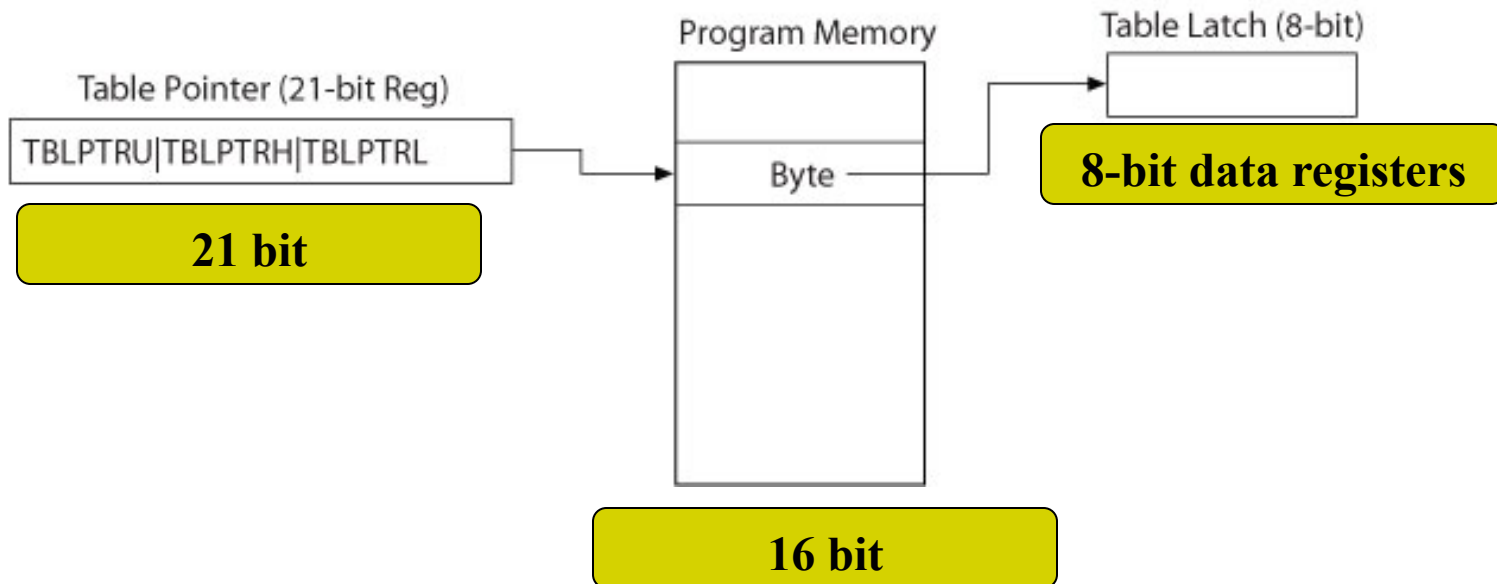 Program Memory
Table Latch (8-bit)
Table Pointer (21-bit Reg)
TBLPTRU|TBLPTRH|TBLPTRL
Byte
8-bit data registers
21 bit
16 bit